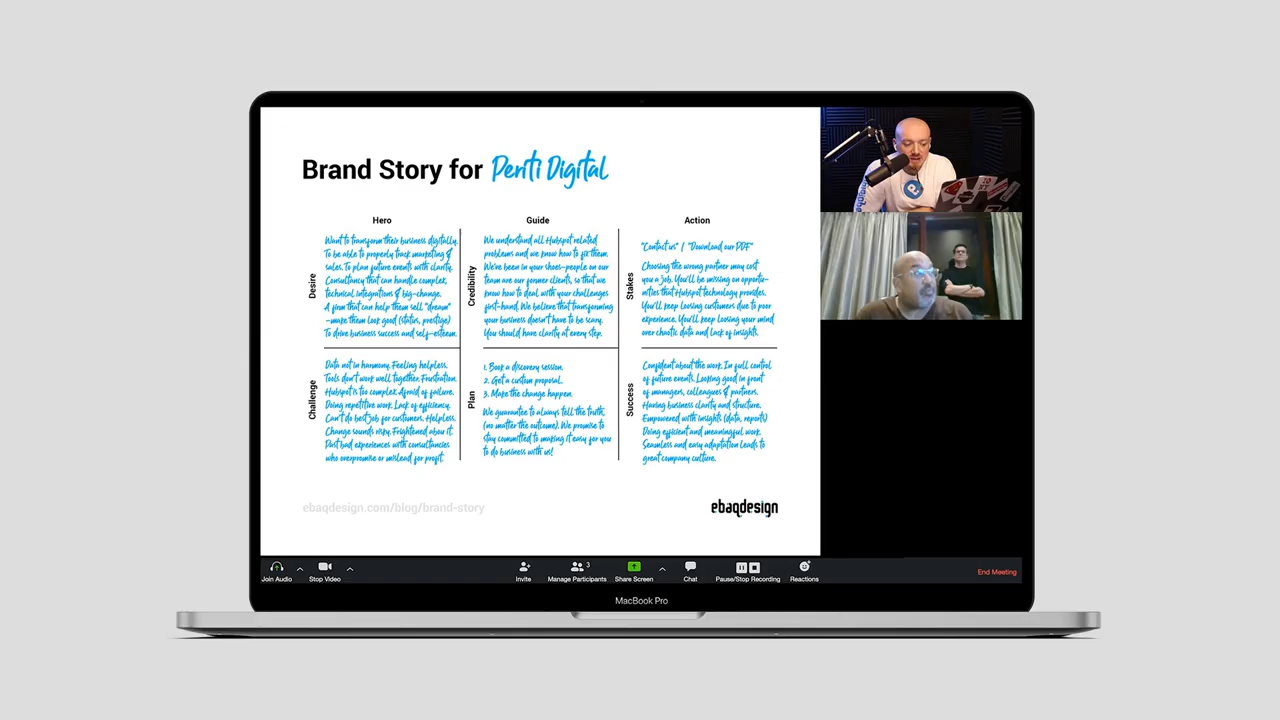 Brand Story for Penti Digital
Hero
Guide
Action
Desire
Want to transform their business digitally.
To be able to properly track marketing &
sales. To plan future events with clarity.
Consultancy that can handle complex
technical integrations & big-change.
A firm that can help them sell "dream"
-make them look good (status, prestige)
To drive business success and self-esteem.
Credibility
We understand all Hubspot related
problems and we know how to fix them.
We've been in your shoes-people on our
team are our former clients, so that we
know how to deal with your challenges
fost-hand. We believe that transforming
your business doesn't have to be scary.
You should have clarity at every step.
Stakes
"Contact us" / "Download our PDF"
Choosing the wrong partner may cost
you a job. You'll be missing on opportu-
nities that Hubspot technology provides.
You'll keep loosing customers due to poor
experience. You'll keep loosing your mind
over chaotic data and lack of insights.
Challenge
Data not in harmony. Feeling helpless.
Tools don't work well together. Frustration.
Hubspot is too complex. Afraid of failure.
Doing repetitive work. Lack of efficiency.
Can't do best job for customers. Helpless.
Change sounds risky. Frightened abou it.
Past bad experiences with consultancies
who overpromise or mislead for profit.
Plan
1. Book a discovery session.
2. Get a custom proposal.
3. Make the change happen.
We guarantee to always tell the truth
(no matter the outcome). We promise to
stay committed to making it easy for you
to do business with us!
Success
Confident about the work. In full control
of future events. Looking good in front
of managers, colleagues & partners.
Having business clarity and structure.
Empowered with insights (data, reports)
Doing efficient and meaningful work.
Seamless and easy adaptation leads to
great company culture.
ebaqdesign.com/blog/brand-story
ebaqdesign
Join Audio
Stop Video
Invite
3
Manage Participants
Share Screen
Chat
Pause/Stop Recording
Reactions
End Meeting
MacBook Pro